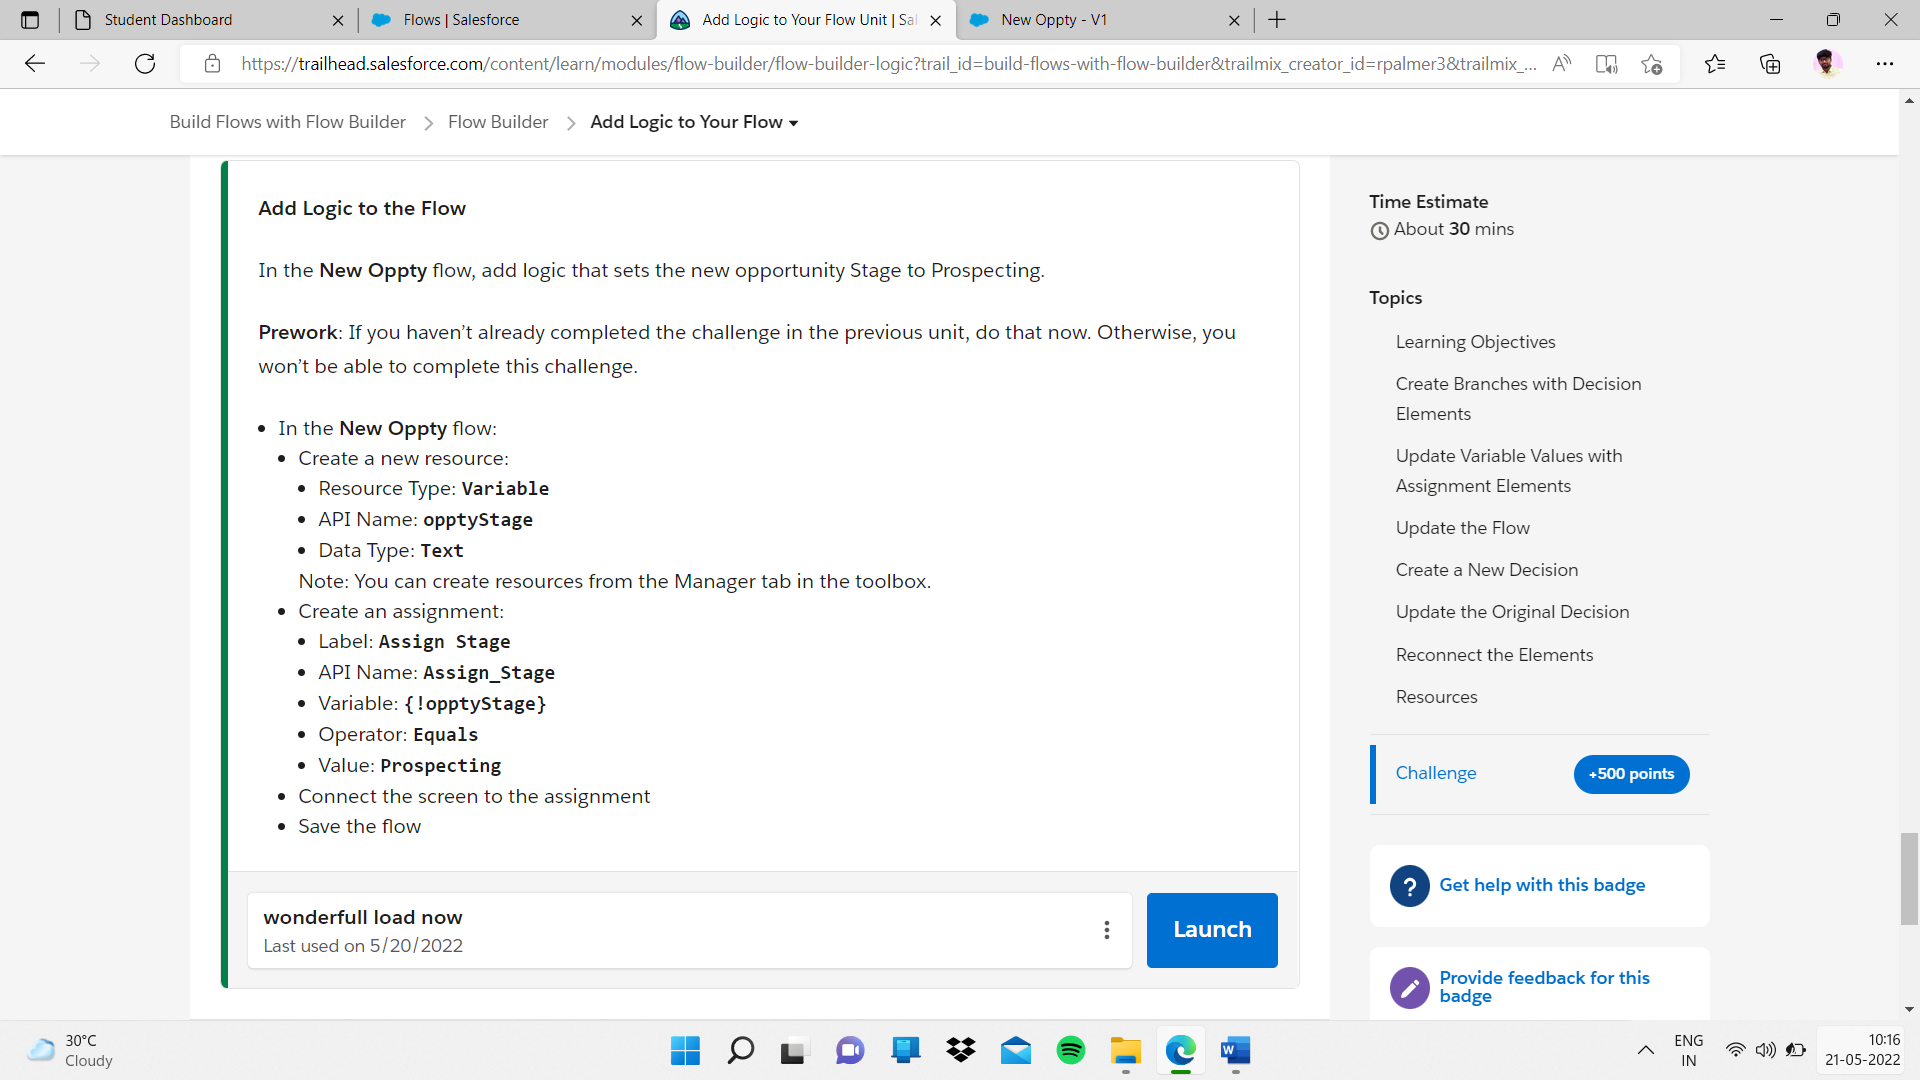 Student Dashboard
Flows | Salesforce
Add Logic to Your Flow Unit | Sal
New Oppty - V1
https://trailhead.salesforce.com/content/learn/modules/flow-builder/flow-builder-logic?trail_id=build-flows-with-flow-builder&trailmix_creator_id=rpalmer3&trailmix_...
Build Flows with Flow Builder
Flow Builder
Add Logic to Your Flow
Add Logic to the Flow
In the New Oppty flow, add logic that sets the new opportunity Stage to Prospecting.
Prework: If you haven’t already completed the challenge in the previous unit, do that now. Otherwise, you
won’t be able to complete this challenge.
In the New Oppty flow:
Create a new resource:
Resource Type: Variable
API Name: opptyStage
Data Type: Text
Note: You can create resources from the Manager tab in the toolbox.
Create an assignment:
Label: Assign Stage
API Name: Assign_Stage
Variable: {!opptyStage}
Operator: Equals
Value: Prospecting
Connect the screen to the assignment
Save the flow
wonderfull load now
Last used on 5/20/2022
Launch
Time Estimate
About 30 mins
Topics
Learning Objectives
Create Branches with Decision
Elements
Update Variable Values with
Assignment Elements
Update the Flow
Create a New Decision
Update the Original Decision
Reconnect the Elements
Resources
Challenge
+500 points
? Get help with this badge
Provide feedback for this
badge
30°C
Cloudy
W
ENG
IN
10:16
21-05-2022